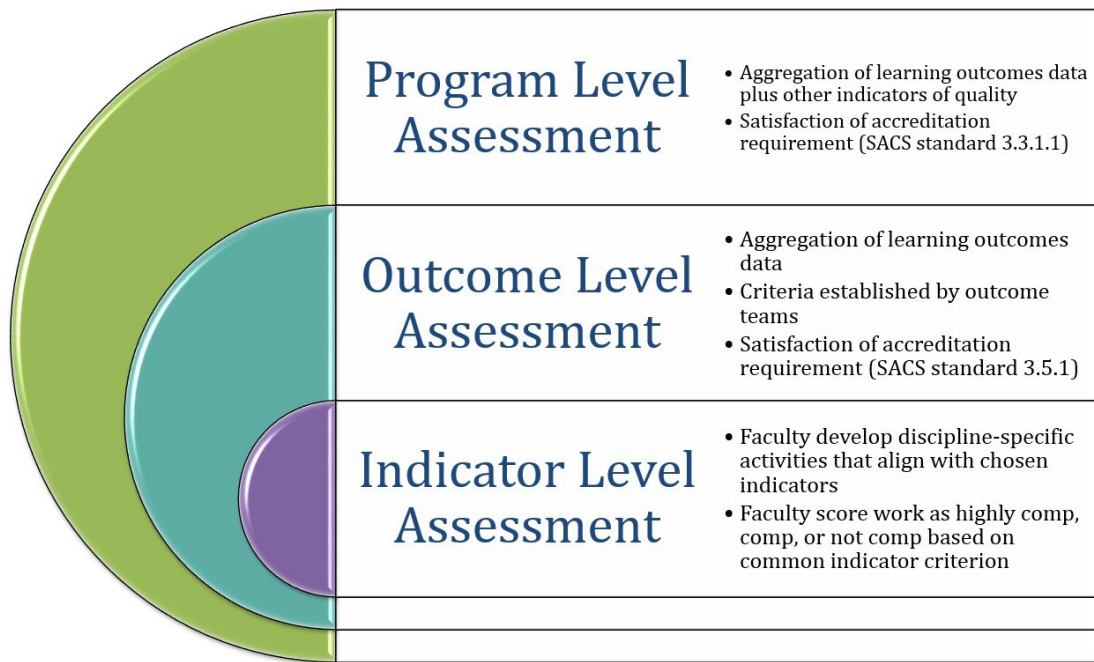 Program Level
Assessment
• Aggregation of learning outcomes data
plus other indicators of quality
• Satisfaction of accreditation
requirement (SACS standard 3.3.1.1)
Outcome Level
Assessment
• Aggregation of learning outcomes
data
• Criteria established by outcome
teams
• Satisfaction of accreditation
requirement (SACS standard 3.5.1)
Indicator Level
Assessment
• Faculty develop discipline-specific
activities that align with chosen
indicators
• Faculty score work as highly comp,
comp, or not comp based on
common indicator criterion